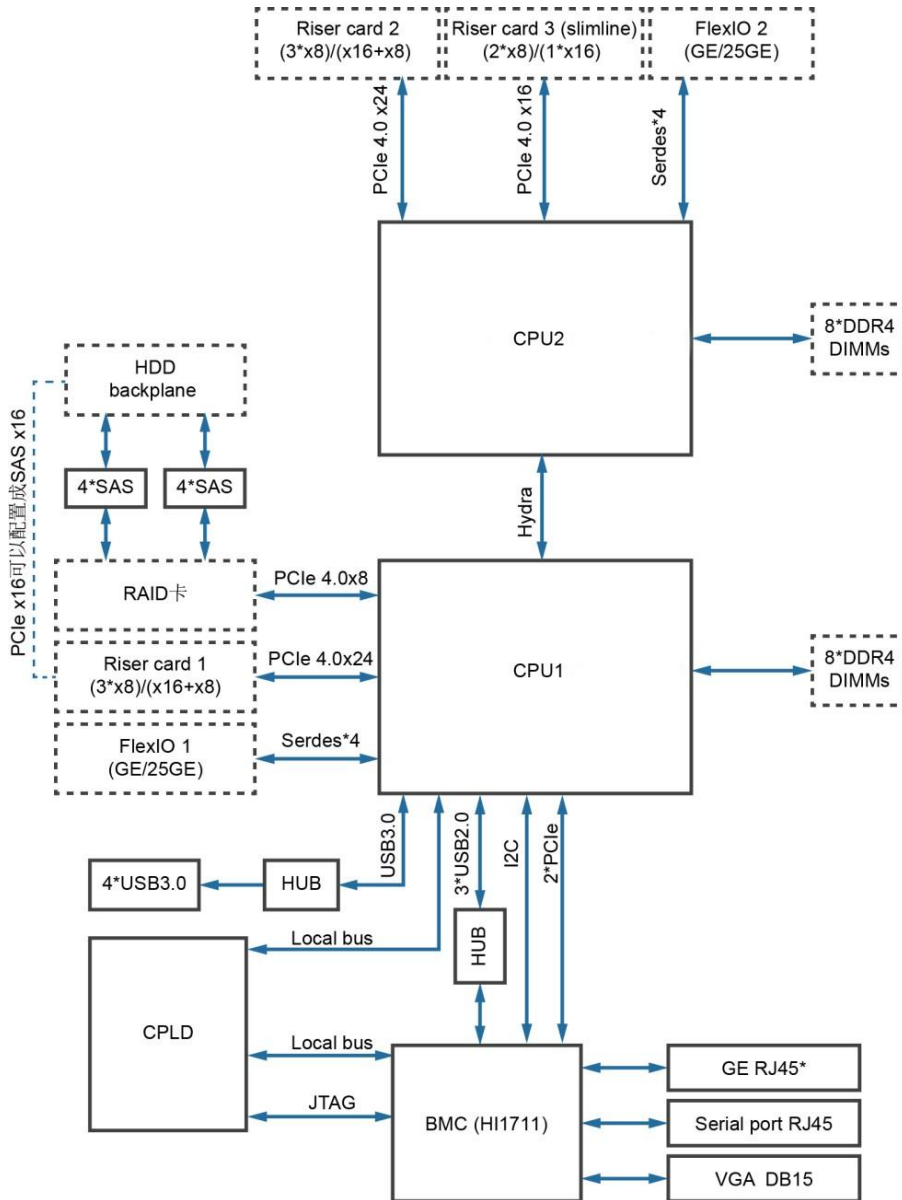 Riser card 2
(3*x8)/(x16+x8)
Riser card 3 (slimline)
(2*x8)/(1*x16)
FlexIO 2
(GE/25GE)
PCIe 4.0 x24
PCIe 4.0 x16
Serdes*4
CPU2
8*DDR4
DIMMs
HDD
backplane
4*SAS
4*SAS
PCIe x16可以配置成SAS x16
Hydra
RAID卡
PCIe 4.0x8
Riser card 1
(3*x8)/(x16+x8)
PCIe 4.0x24
CPU1
8*DDR4
DIMMs
FlexIO 1
(GE/25GE)
Serdes*4
USB3.0
3*USB2.0
I2C
2*PCIe
4*USB3.0
HUB
HUB
Local bus
CPLD
Local bus
JTAG
BMC (HI1711)
GE RJ45*
Serial port RJ45
VGA DB15